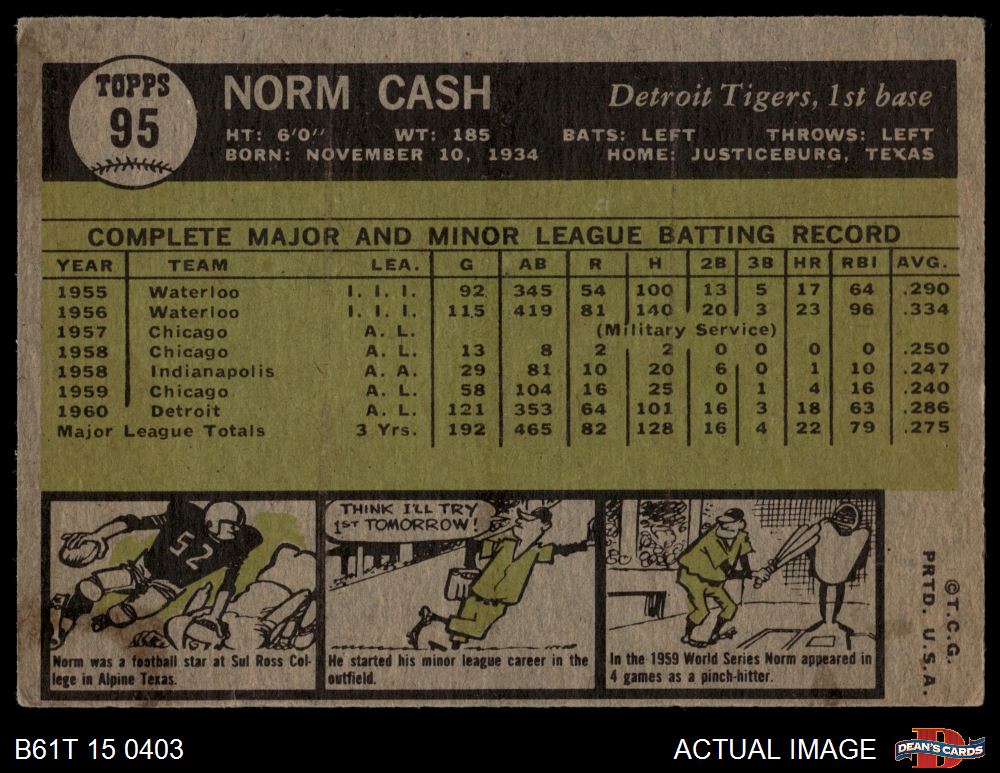 TOPPS
95
NORM CASH
Detroit Tigers, 1st base
HT: 6'0" WT: 185 BATS: LEFT THROWS: LEFT
BORN: NOVEMBER 10, 1934 HOME: JUSTICEBURG, TEXAS
COMPLETE MAJOR AND MINOR LEAGUE BATTING RECORD
YEAR TEAM LEA. G AB R H 2B 3B HR RBI AVG.
1955 Waterloo I. I. I. 92 345 54 100 13 5 17 64 .290
1956 Waterloo I. I. I. 115 419 81 140 20 3 23 96 .334
1957 Chicago A. L. (Military Service)
1958 Chicago A. L. 13 8 2 2 0 0 0 0 .250
1958 Indianapolis A. A. 29 81 10 20 6 0 1 10 .247
1959 Chicago A. L. 58 104 16 25 0 1 4 16 .240
1960 Detroit A. L. 121 353 64 101 16 3 18 63 .286
Major League Totals 3 Yrs. 192 465 82 128 16 4 22 79 .275
52
Norm was a football star at Sul Ross Col-
lege in Alpine Texas.
THINK I'LL TRY
1ST TOMORROW!
He started his minor league career in the
outfield.
In the 1959 World Series Norm appeared in
4 games as a pinch-hitter.
©T.C.G.
PRTD. U.S.A.
B61T 15 0403
ACTUAL IMAGE
DEAN'S CARDS